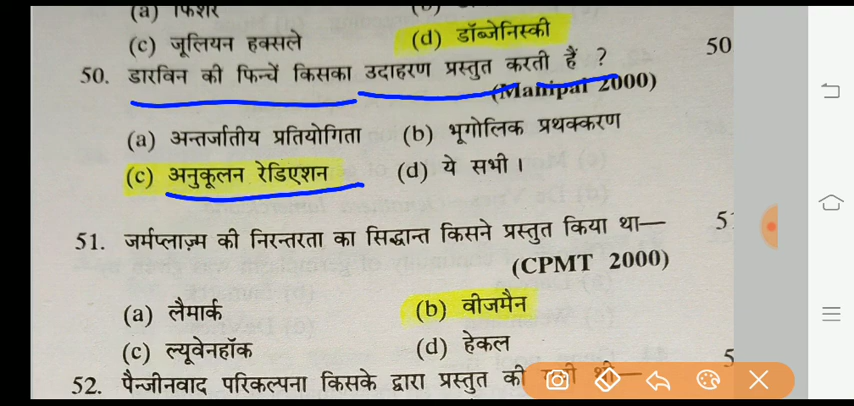 (a) फिशर
(c) जूलियन हक्सले (d) डॉब्जेनिस्की
50. डारविन की फिन्चें किसका उदाहरण प्रस्तुत करती हैं ? 50
(Manipal 2000)
(a) अन्तर्जातीय प्रतियोगिता (b) भूगोलिक प्रथक्करण
(c) अनुकूलन रेडिएशन (d) ये सभी।
51. जर्मप्लाज़्म की निरन्तरता का सिद्धान्त किसने प्रस्तुत किया था—
(CPMT 2000)
(a) लैमार्क (b) वीजमैन
(c) ल्यूवेनहॉक (d) हेकल
52. पैन्जीनवाद परिकल्पना किसके द्वारा प्रस्तुत की